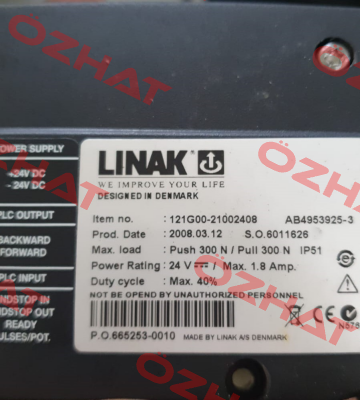 ÖZHAT
OWER SUPPLY
+24V DC
- 24V DC
PLC OUTPUT
BACKWARD
FORWARD
PLC INPUT
NDSTOP IN
NDSTOP OUT
READY
ULSES/POT.
LINAK
WE IMPROVE YOUR LIFE
DESIGNED IN DENMARK
Item no. : 121G00-21002408 AB4953925-3
Prod. Date : 2008.03.12 S.O.6011626
Max. load : Push 300 N / Pull 300 N IP51
Power Rating : 24 V / Max. 1.8 Amp.
Duty cycle : Max. 40%
NOT BE OPEND BY UNAUTHORIZED PERSONNEL
P.O.665253-0010 MADE BY LINAK A/S DENMARK
CE
ÖZHAT
ÖZHAT
ÖZHAT
ÖZHAT